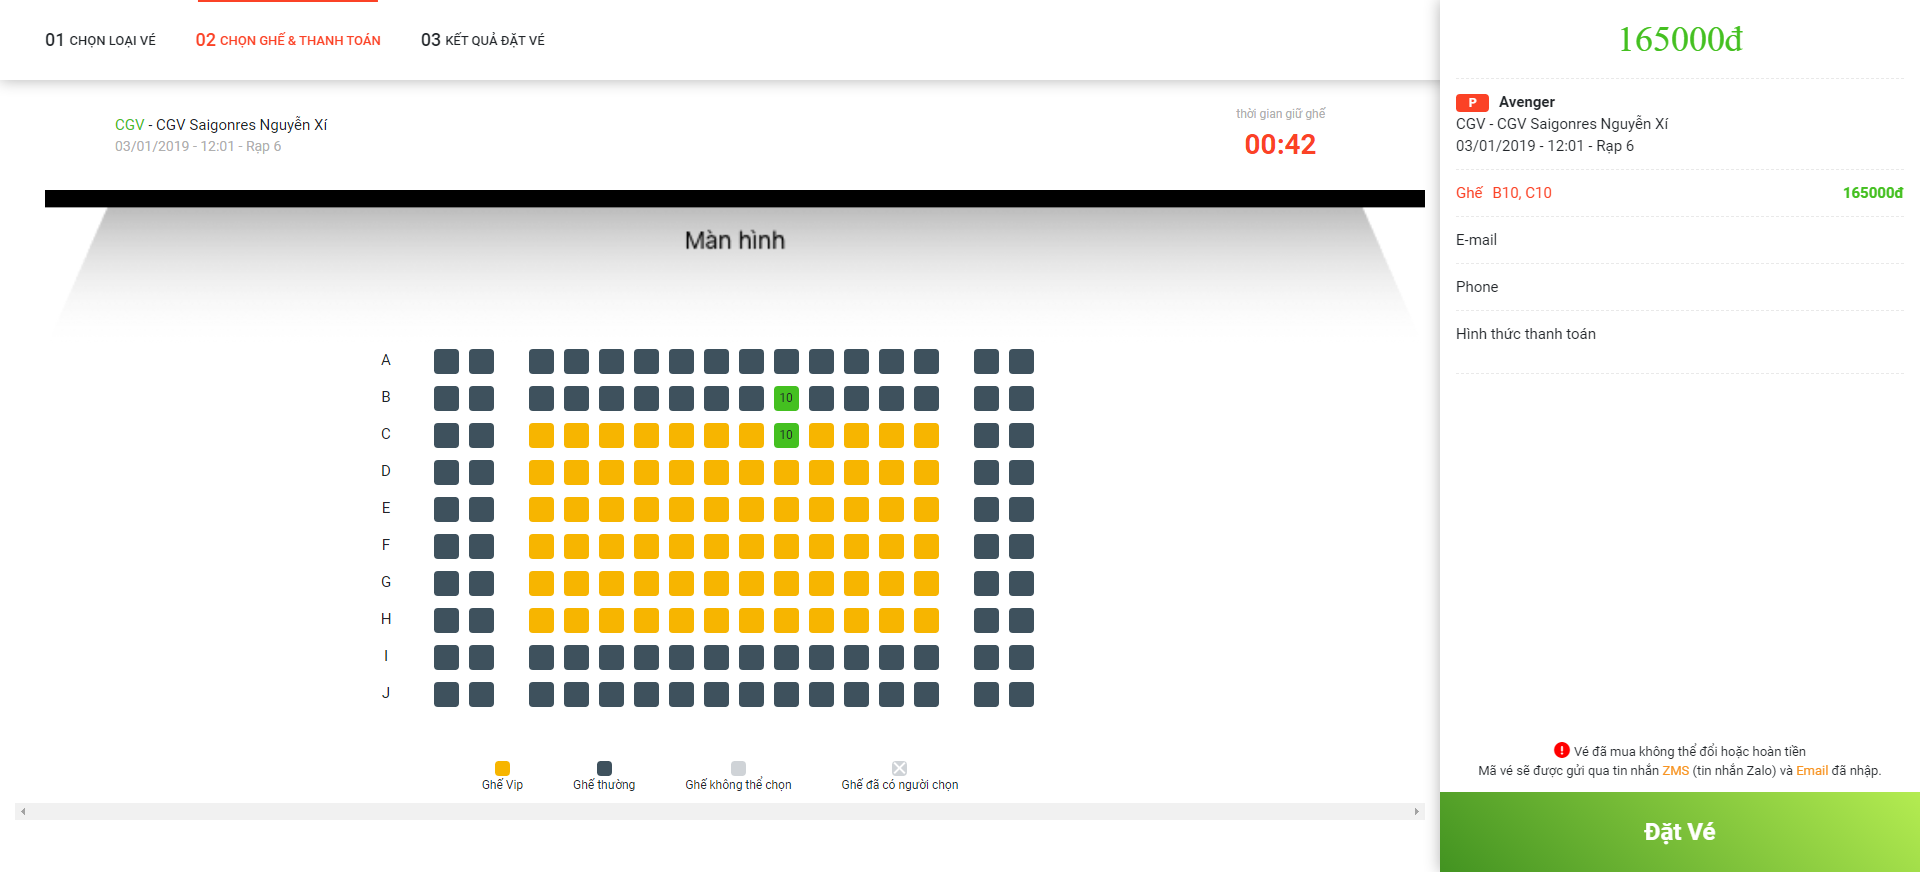 01 CHỌN LOẠI VÉ 02 CHỌN GHẾ & THANH TOÁN 03 KẾT QUẢ ĐẶT VÉ
CGV - CGV Saigonres Nguyễn Xí
03/01/2019 - 12:01 - Rạp 6
thời gian giữ ghế
00:42
Màn hình
A
B 10
C 10
D
E
F
G
H
I
J
Ghế Vip Ghế thường Ghế không thể chọn Ghế đã có người chọn
165000đ
P Avenger
CGV - CGV Saigonres Nguyễn Xí
03/01/2019 - 12:01 - Rạp 6
Ghế B10, C10 165000đ
E-mail
Phone
Hình thức thanh toán
Vé đã mua không thể đổi hoặc hoàn tiền
Mã vé sẽ được gửi qua tin nhắn ZMS (tin nhắn Zalo) và Email đã nhập.
Đặt Vé